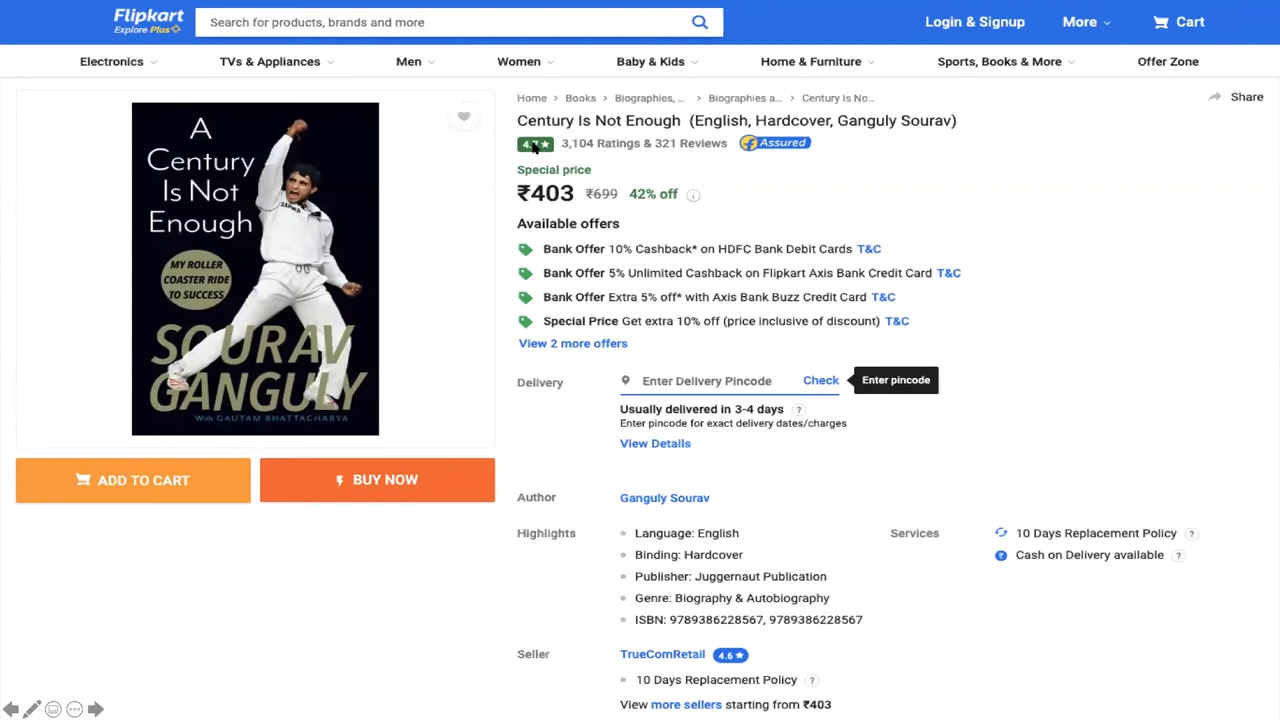 Flipkart
Explore Plus
Search for products, brands and more
Login & Signup
More
Cart
Electronics
TVs & Appliances
Men
Women
Baby & Kids
Home & Furniture
Sports, Books & More
Offer Zone
Home > Books > Biographies, ... > Biographies a... > Century Is No...
Share
Century Is Not Enough (English, Hardcover, Ganguly Sourav)
3,104 Ratings & 321 Reviews
Assured
Special price
₹403 ₹699 42% off
Available offers
Bank Offer 10% Cashback* on HDFC Bank Debit Cards T&C
Bank Offer 5% Unlimited Cashback on Flipkart Axis Bank Credit Card T&C
Bank Offer Extra 5% off* with Axis Bank Buzz Credit Card T&C
Special Price Get extra 10% off (price inclusive of discount) T&C
View 2 more offers
A
Century
Is Not
Enough
MY ROLLER
COASTER RIDE
TO SUCCESS
SOURAV
GANGULY
With GAUTAM BHATTACHARYA
ADD TO CART
BUY NOW
Delivery
Enter Delivery Pincode
Check
Enter pincode
Usually delivered in 3-4 days ?
Enter pincode for exact delivery dates/charges
View Details
Author
Ganguly Sourav
Highlights
Language: English
Binding: Hardcover
Publisher: Juggernaut Publication
Genre: Biography & Autobiography
ISBN: 9789386228567, 9789386228567
Services
10 Days Replacement Policy ?
Cash on Delivery available ?
Seller
TrueComRetail 4.6 ★
10 Days Replacement Policy ?
View more sellers starting from ₹403